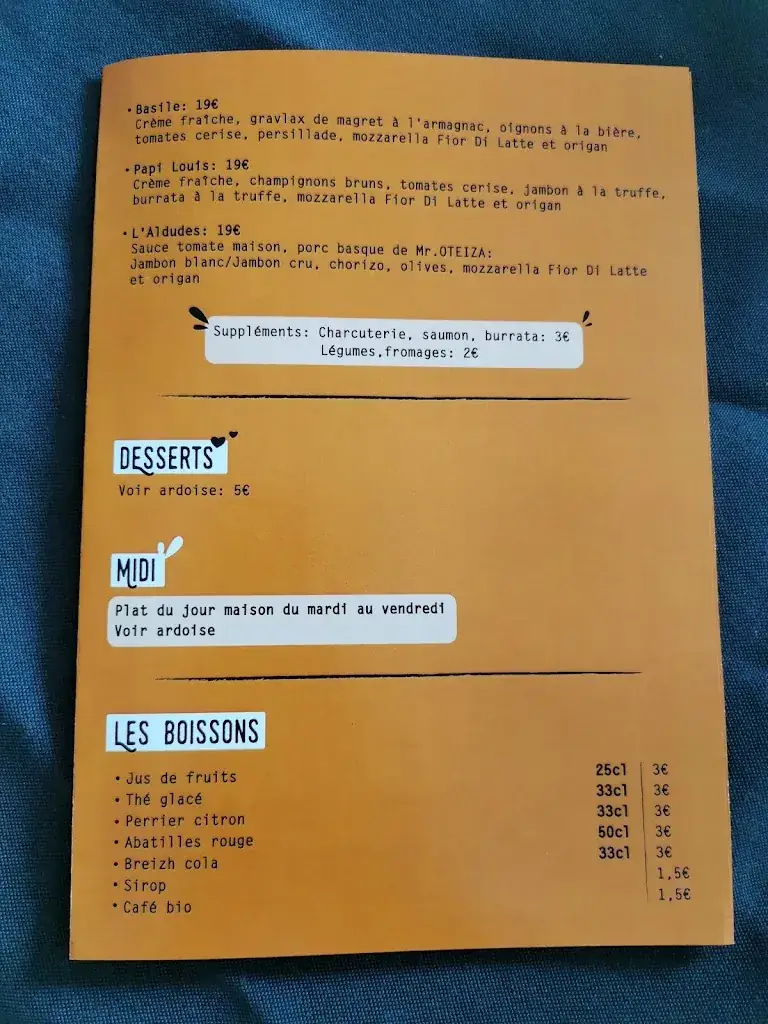 • Basile: 19€
Crème fraîche, gravlax de magret à l'armagnac, oignons à la bière,
tomates cerise, persillade, mozzarella Fior Di Latte et origan
• Papi Louis: 19€
Crème fraîche, champignons bruns, tomates cerise, jambon à la truffe,
burrata à la truffe, mozzarella Fior Di Latte et origan
• L'Aldudes: 19€
Sauce tomate maison, porc basque de Mr.OTEIZA:
Jambon blanc/Jambon cru, chorizo, olives, mozzarella Fior Di Latte
et origan
Suppléments: Charcuterie, saumon, burrata: 3€
Légumes,fromages: 2€
DESSERTS
Voir ardoise: 5€
MIDI
Plat du jour maison du mardi au vendredi
Voir ardoise
LES BOISSONS
• Jus de fruits 25cl 3€
• Thé glacé 33cl 3€
• Perrier citron 33cl 3€
• Abatilles rouge 50cl 3€
• Breizh cola 33cl 3€
• Sirop 1,5€
• Café bio 1,5€